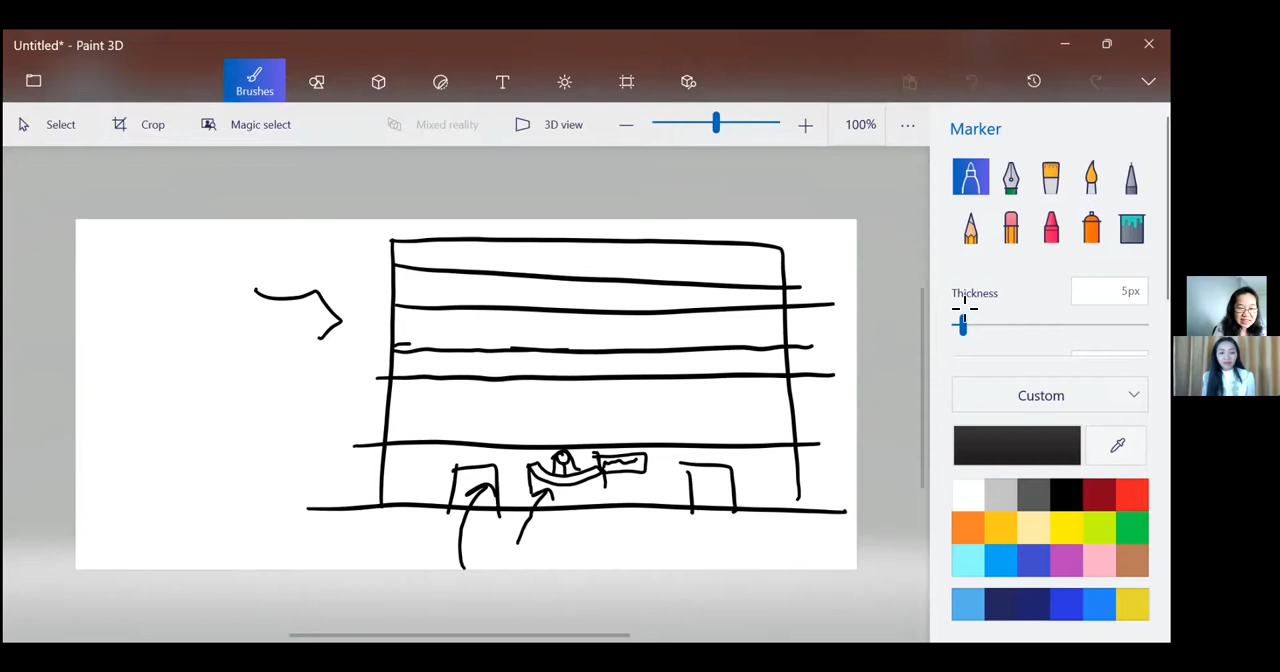 Untitled* - Paint 3D
Brushes
T
Select
Crop
Magic select
Mixed reality
3D view
100%
Marker
Thickness
5px
Custom